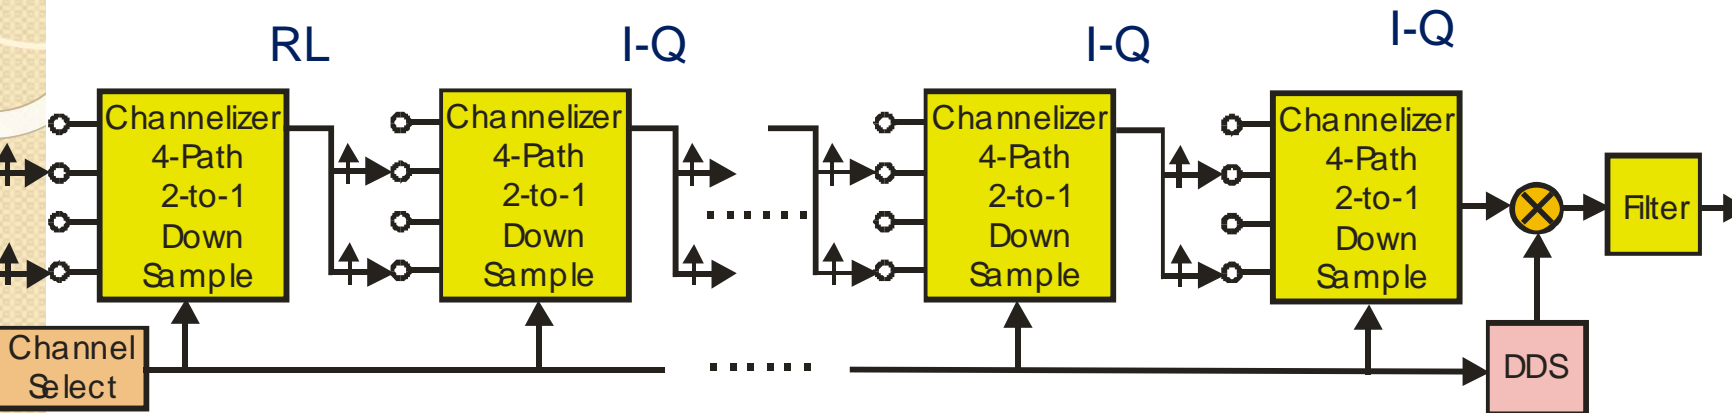 RL
I-Q
I-Q
I-Q
Channelizer
4-Path
2-to-1
Down
Sample
Channelizer
4-Path
2-to-1
Down
Sample
Channelizer
4-Path
2-to-1
Down
Sample
Channelizer
4-Path
2-to-1
Down
Sample
Filter
Channel
Select
DDS